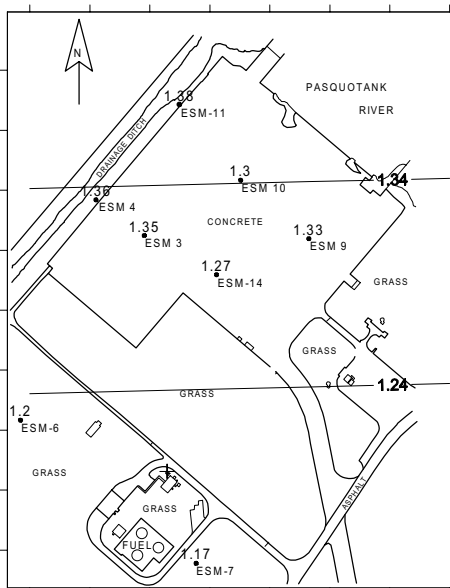 N
PASQUOTANK
RIVER
1.38
ESM-11
DRAINAGE DITCH
1.3
ESM 10
1.34
1.36
ESM 4
CONCRETE
1.35
ESM 3
1.33
ESM 9
1.27
ESM-14
GRASS
GRASS
1.24
GRASS
1.2
ESM-6
GRASS
GRASS
ASPHALT
FUEL
1.17
ESM-7